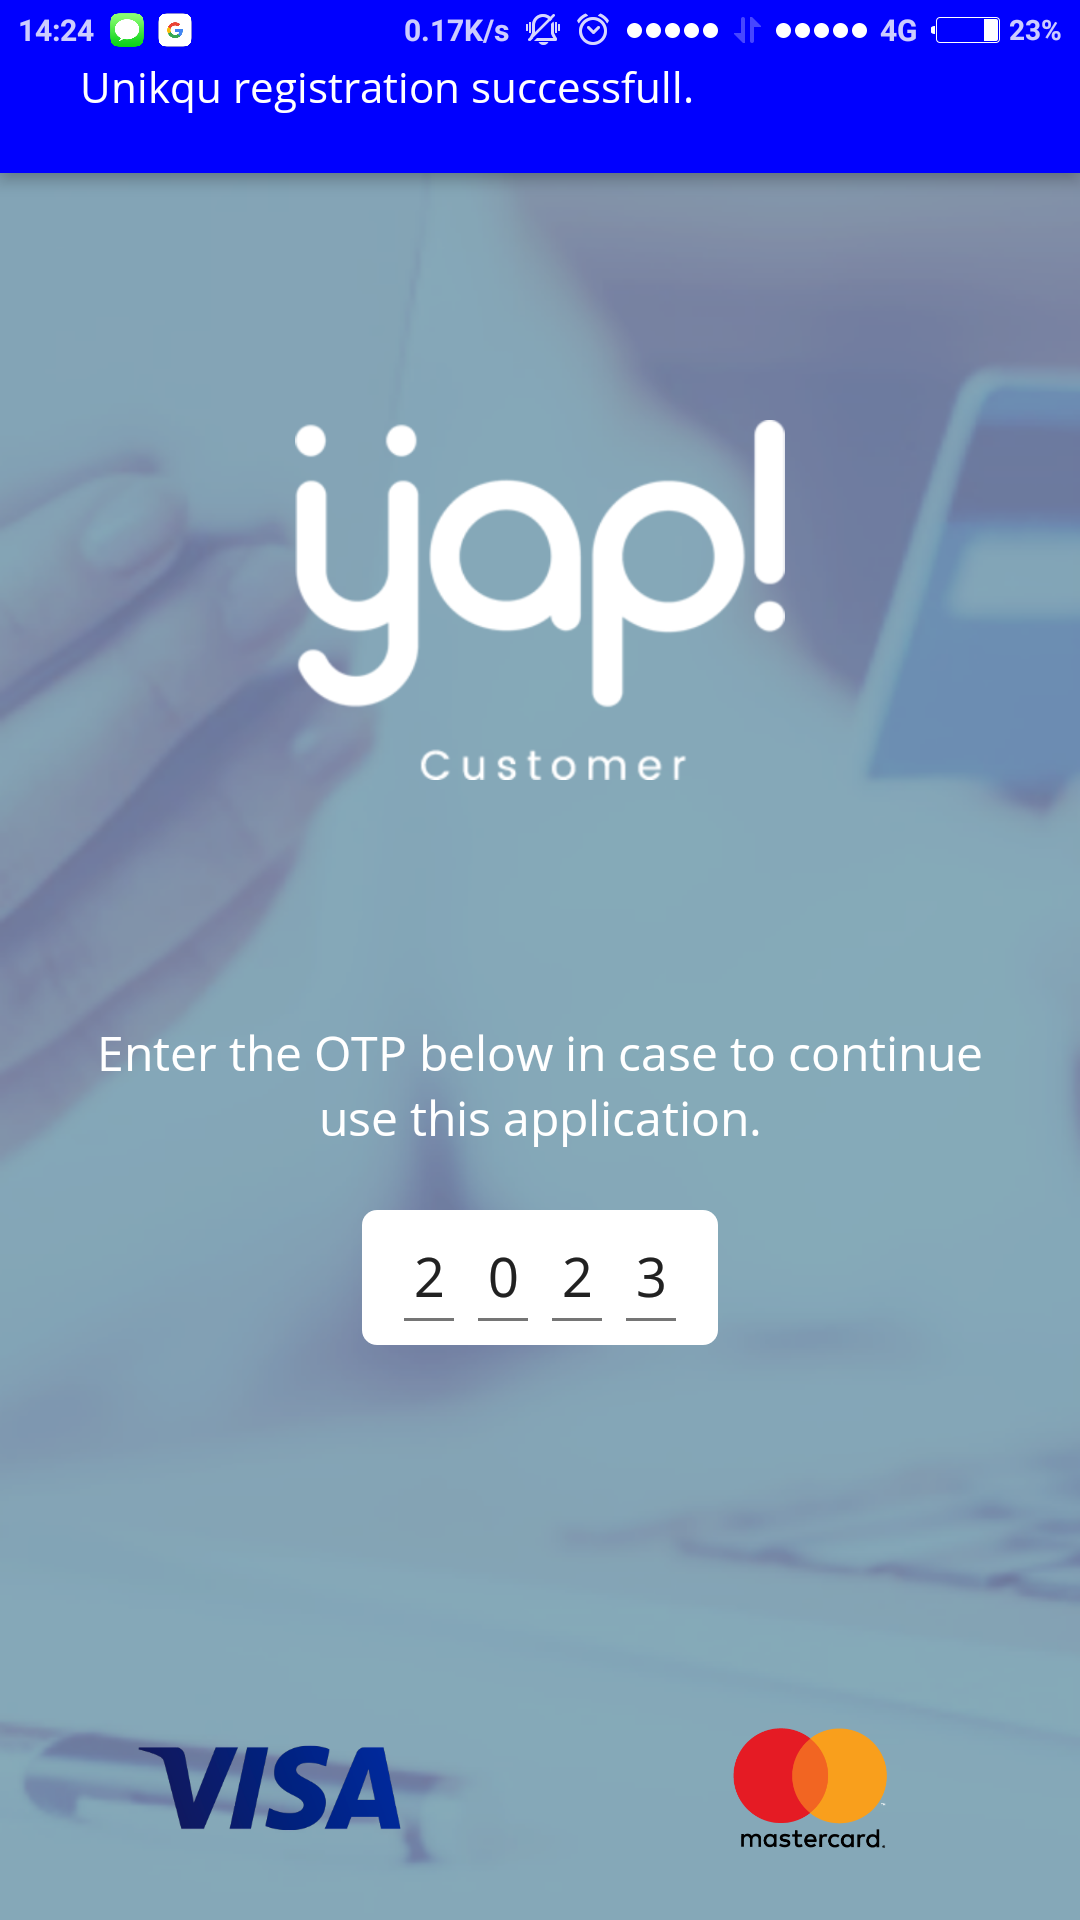 14:24 0.17K/s 4G 23%
Unikqu registration successfull.
yap!
Customer
Enter the OTP below in case to continue
use this application.
2 0 2 3
VISA
mastercard.